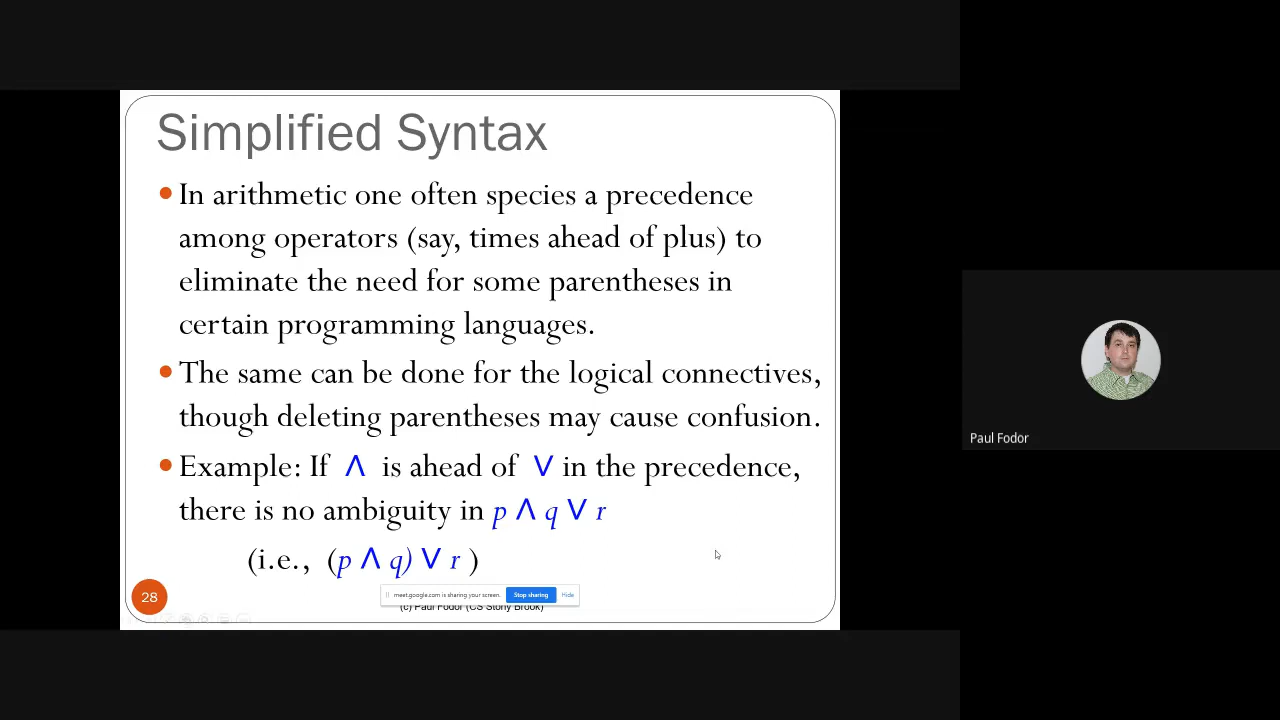 Simplified Syntax
• In arithmetic one often species a precedence
among operators (say, times ahead of plus) to
eliminate the need for some parentheses in
certain programming languages.
• The same can be done for the logical connectives,
though deleting parentheses may cause confusion.
• Example: If ∧ is ahead of ∨ in the precedence,
there is no ambiguity in p ∧ q ∨ r
(i.e., (p ∧ q) ∨ r )
28
meet.google.com is sharing your screen. Stop sharing Hide
(c) Paul Fodor (CS Stony Brook)
Paul Fodor